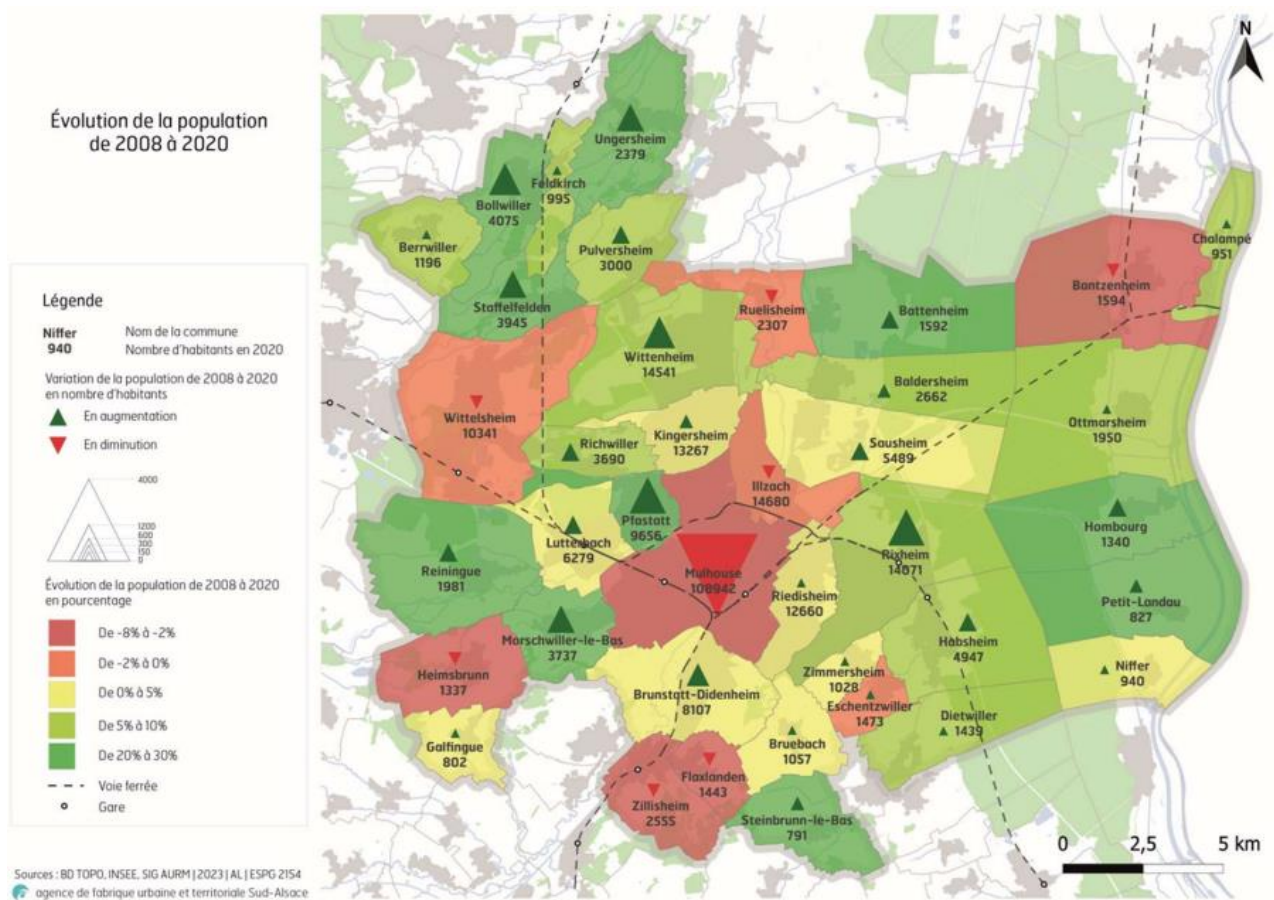 Évolution de la population
de 2008 à 2020
Légende
Niffer
940
Nom de la commune
Nombre d'habitants en 2020
Variation de la population de 2008 à 2020
en nombre d'habitants
En augmentation
En diminution
4000
1200
600
300
150
0
Évolution de la population de 2008 à 2020
en pourcentage
De -8% à -2%
De -2% à 0%
De 0% à 5%
De 5% à 10%
De 20% à 30%
Voie ferrée
Gare
Sources : BD TOPO, INSEE, SIG AURM | 2023 | AL | ESPG 2154
agence de fabrique urbaine et territoriale Sud-Alsace
N
Ungersheim
2379
Feldkirch
995
Bollwiller
4075
Berrwiller
1196
Pulversheim
3000
Chalampé
951
Bantzenheim
1594
Staffelfelden
3945
Ruelisheim
2307
Battenheim
1592
Wittenheim
14541
Baldersheim
2662
Wittelsheim
10341
Ottmarsheim
1950
Kingersheim
13267
Richwiller
3690
Sausheim
5489
Illzach
14680
Pfastatt
9656
Hombourg
1340
Lutterbach
6279
Rixheim
14071
Reiningue
1981
Mulhouse
108942
Riedisheim
12660
Petit-Landau
827
Morschwiller-le-Bas
3737
Habsheim
4947
Heimsbrunn
1337
Zimmersheim
1028
Niffer
940
Brunstatt-Didenheim
8107
Eschentzwiller
1473
Dietwiller
1439
Galfingue
802
Bruebach
1057
Flaxlanden
1443
Zillisheim
2555
Steinbrunn-le-Bas
791
0 2,5 5 km